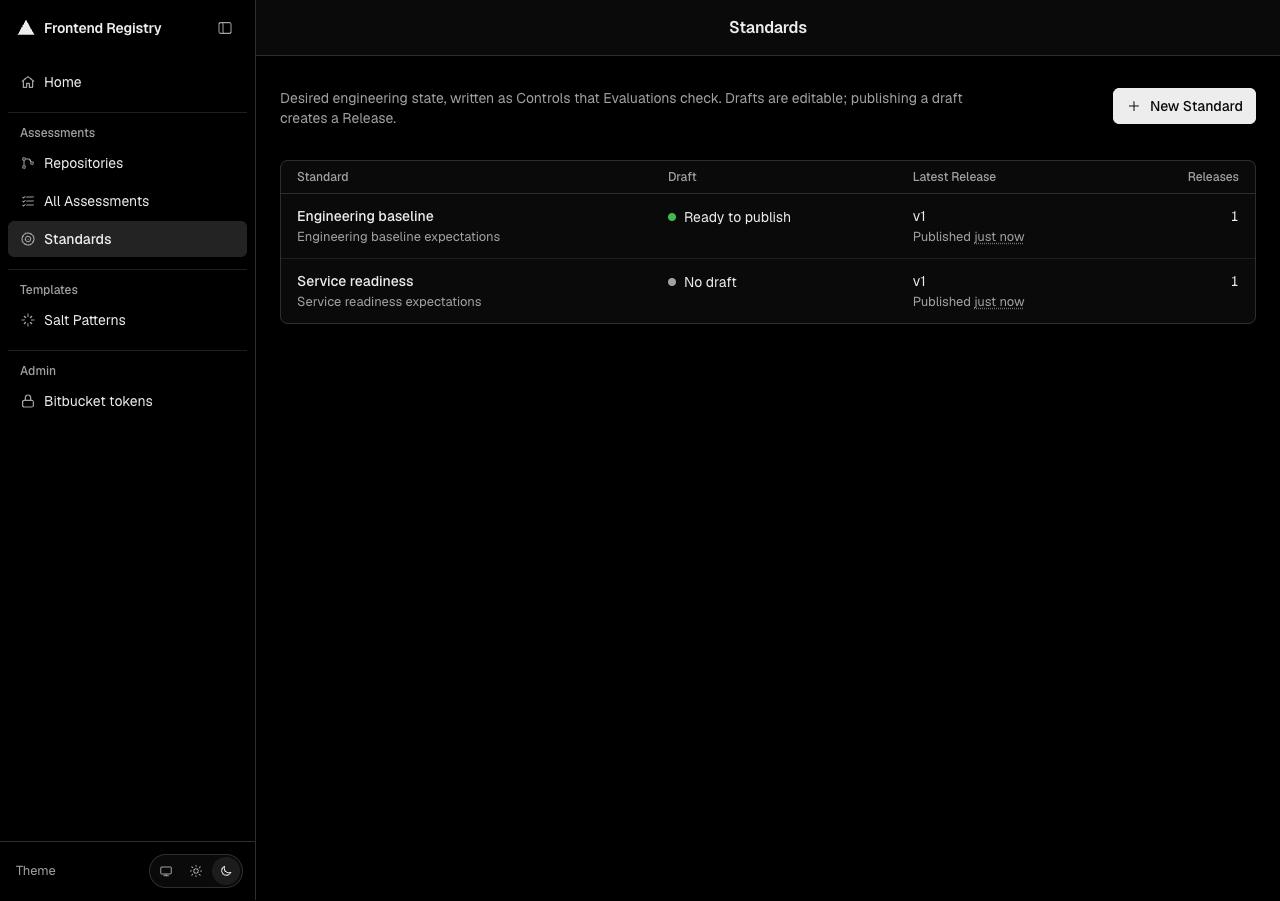 Frontend Registry
Standards
Home
Assessments
Repositories
All Assessments
Standards
Templates
Salt Patterns
Admin
Bitbucket tokens
Theme
Desired engineering state, written as Controls that Evaluations check. Drafts are editable; publishing a draft
creates a Release.
New Standard
Standard Draft Latest Release Releases
Engineering baseline Ready to publish v1 1
Engineering baseline expectations Published just now
Service readiness No draft v1 1
Service readiness expectations Published just now